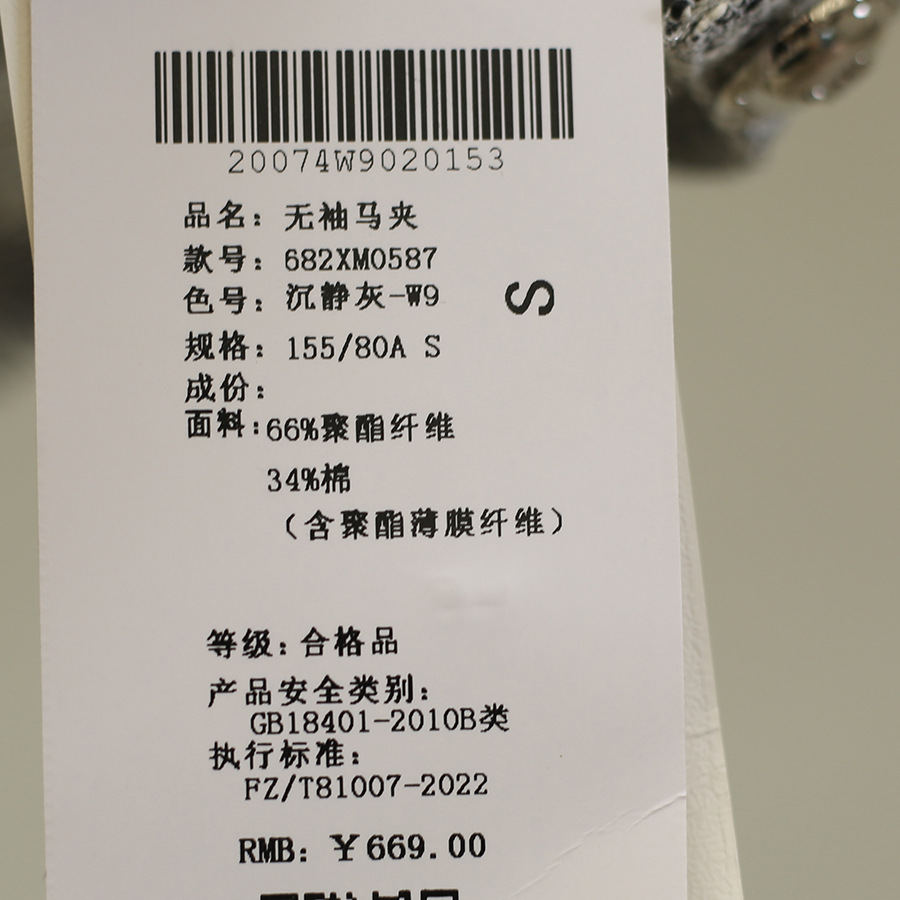 20074W9020153
品名：无袖马夹
款号：682XM0587
色号：沉静灰-W9
S
规格：155/80A S
成份：
面料:66%聚酯纤维
34%棉
（含聚酯薄膜纤维）
等级：合格品
产品安全类别：
GB18401-2010B类
执行标准：
FZ/T81007-2022
RMB：￥669.00